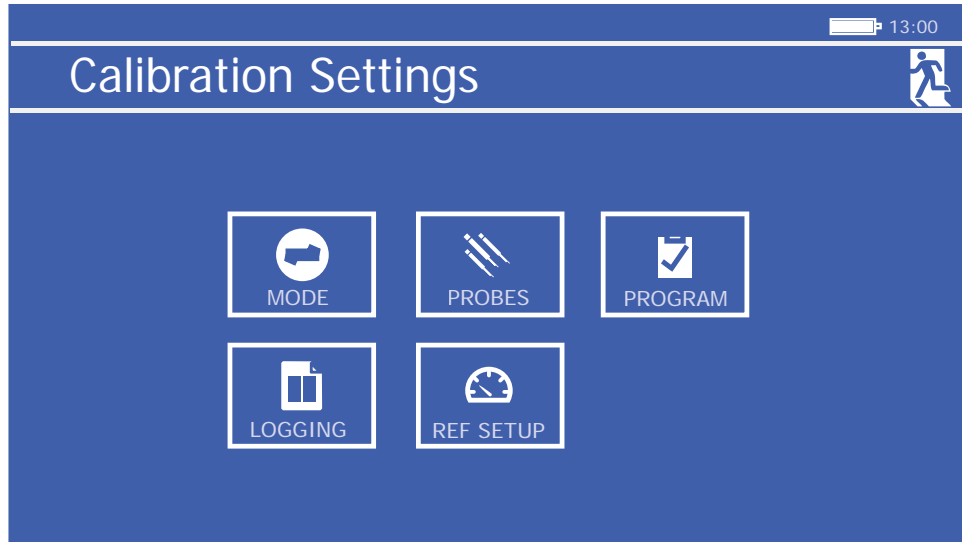 13:00
Calibration Settings
MODE
PROBES
PROGRAM
LOGGING
REF SETUP